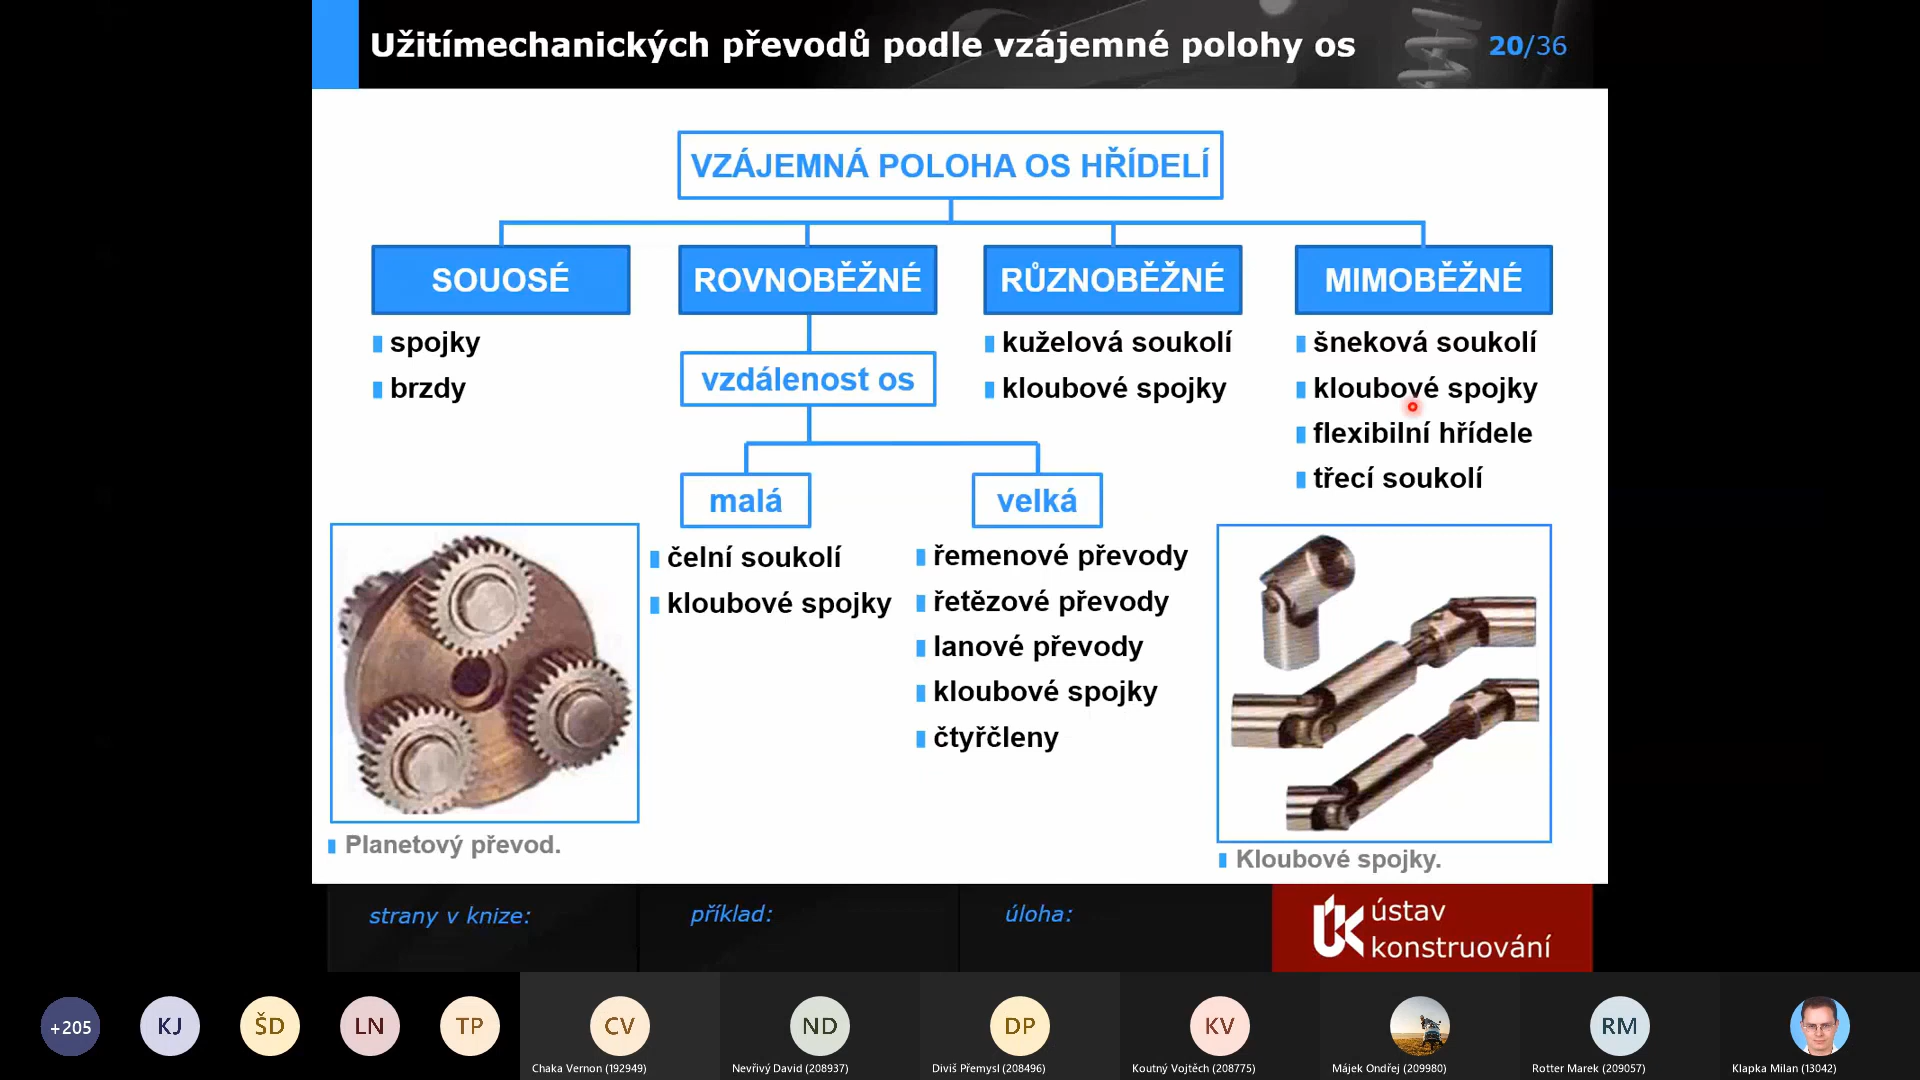 Užitímechanických převodů podle vzájemné polohy os
20/36
VZÁJEMNÁ POLOHA OS HŘÍDELÍ
SOUOSÉ
spojky
brzdy
ROVNOBĚŽNÉ
vzdálenost os
malá
čelní soukolí
kloubové spojky
velká
řemenové převody
řetězové převody
lanové převody
kloubové spojky
čtyřčleny
RŮZNOBĚŽNÉ
kuželová soukolí
kloubové spojky
MIMOBĚŽNÉ
šneková soukolí
kloubové spojky
flexibilní hřídele
třecí soukolí
Planetový převod.
Kloubové spojky.
strany v knize:
příklad:
úloha:
ÚK
ústav
konstruování
+205
KJ
ŠD
LN
TP
CV
ND
DP
KV
RM
Chaka Vernon (192949)
Nevřivý David (208937)
Diviš Přemysl (208496)
Koutný Vojtěch (208775)
Májek Ondřej (209980)
Rotter Marek (209057)
Klapka Milan (13042)